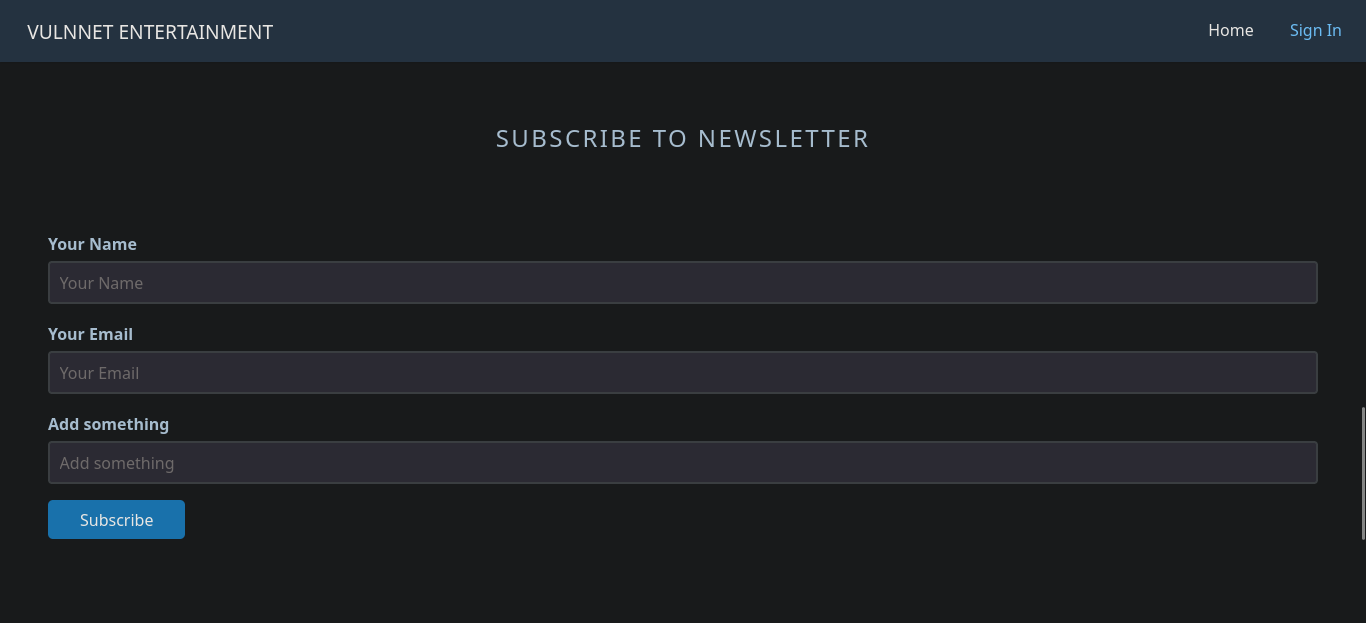 VULNNET ENTERTAINMENT
Home
Sign In
SUBSCRIBE TO NEWSLETTER
Your Name
Your Name
Your Email
Your Email
Add something
Add something
Subscribe